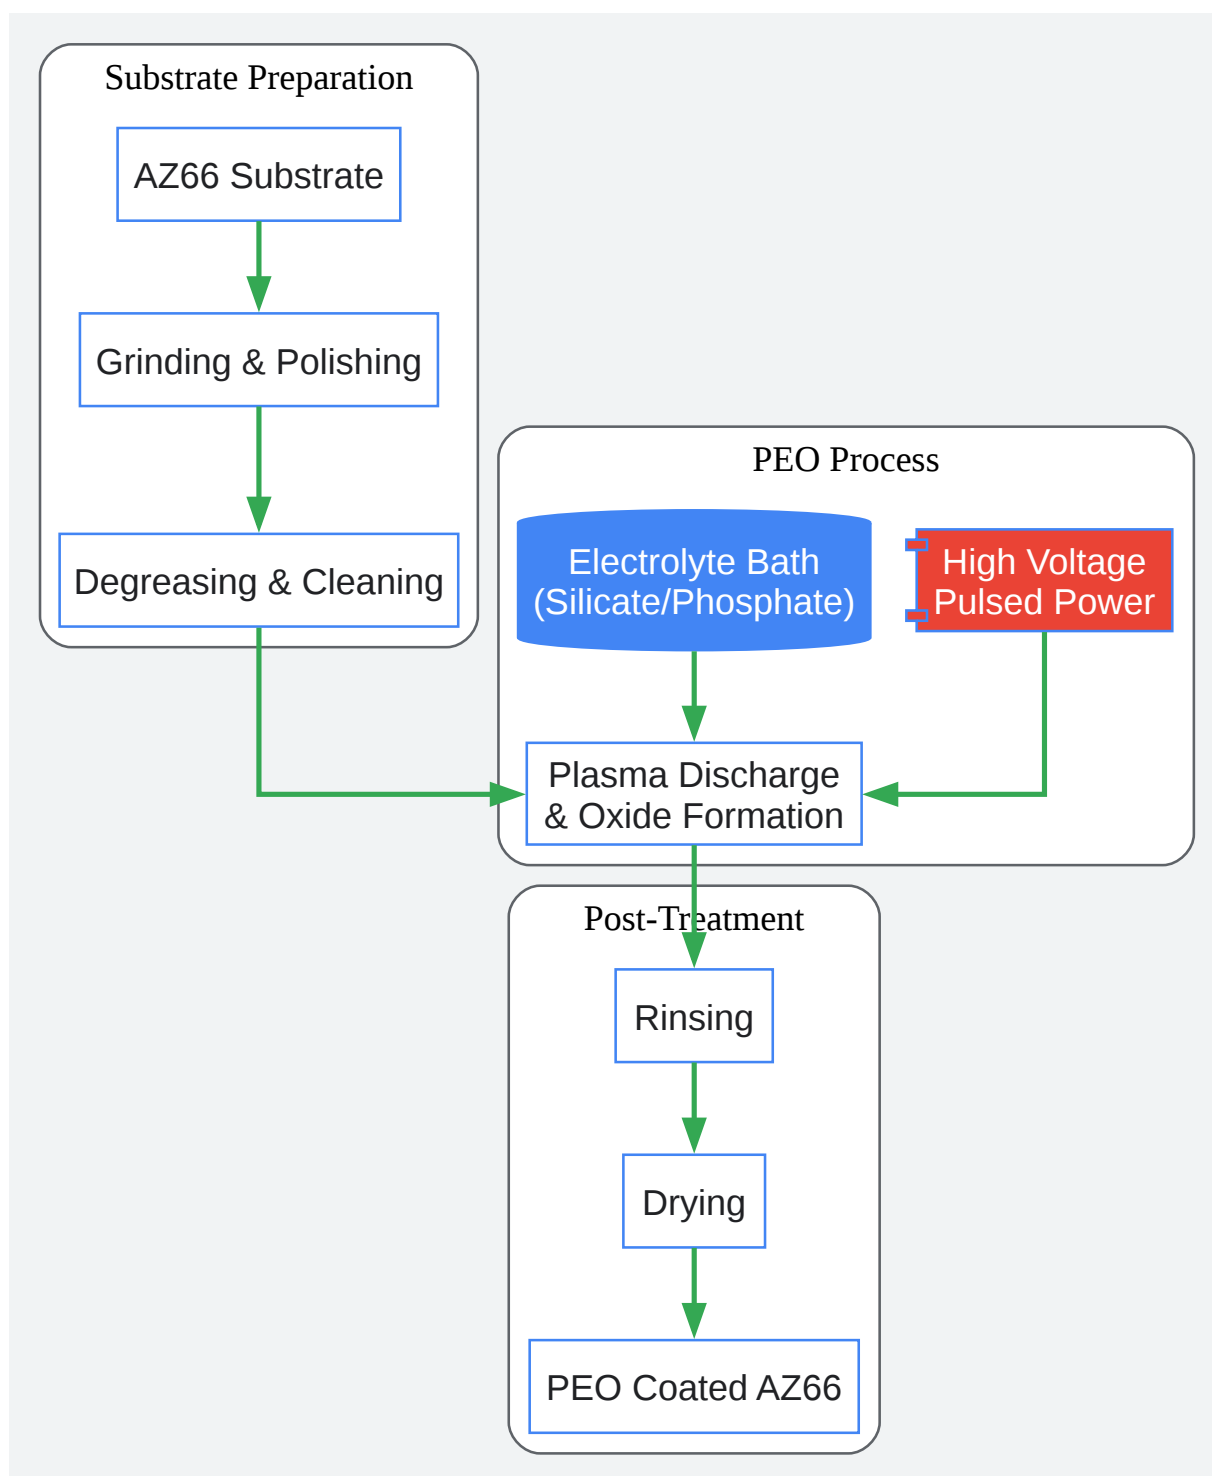 Substrate Preparation
AZ66 Substrate
Grinding & Polishing
Degreasing & Cleaning
PEO Process
Electrolyte Bath
(Silicate/Phosphate)
High Voltage
Pulsed Power
Plasma Discharge
& Oxide Formation
Post-Treatment
Rinsing
Drying
PEO Coated AZ66